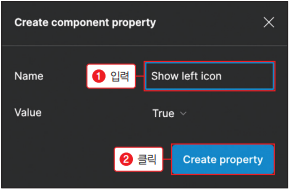 Create component property
Name ① 입력 Show left icon
Value True
② 클릭 Create property